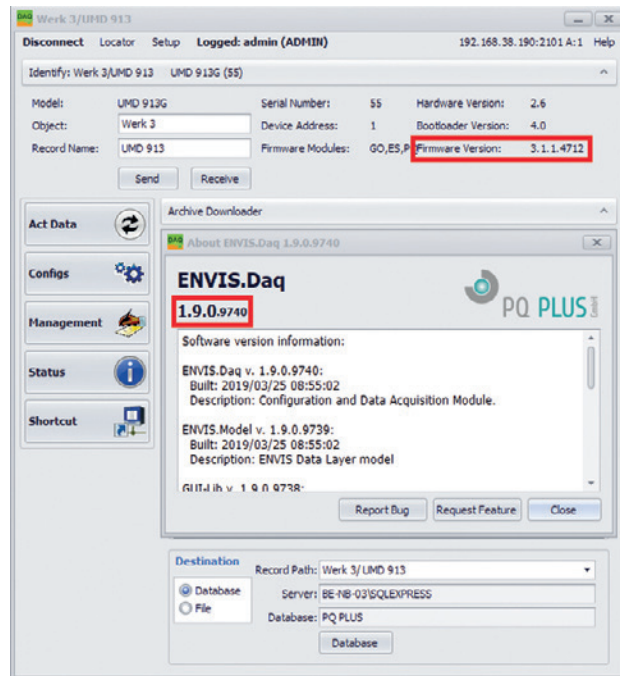 DAQ Werk 3/UMD 913
Disconnect Locator Setup Logged: admin (ADMIN) 192.168.38.190:2101 A:1 Help
Identify: Werk 3/UMD 913 UMD 913G (55)
Model: UMD 913G Serial Number: 55 Hardware Version: 2.6
Object: Werk 3 Device Address: 1 Bootloader Version: 4.0
Record Name: UMD 913 Firmware Modules: GO,ES,P Firmware Version: 3.1.1.4712
Send Receive
Act Data
Configs
Management
Status
Shortcut
Archive Downloader
DAQ About ENVIS.Daq 1.9.0.9740
ENVIS.Daq
1.9.0.9740
PQ PLUS GmbH
Software version information:
ENVIS.Daq v. 1.9.0.9740:
Built: 2019/03/25 08:55:02
Description: Configuration and Data Acquisition Module.
ENVIS.Model v. 1.9.0.9739:
Built: 2019/03/25 08:55:02
Description: ENVIS Data Layer model
GUI-Lib v. 1.9.0.9738:
Report Bug Request Feature Close
Destination
Database
File
Record Path: Werk 3/ UMD 913
Server: BE-NB-03\SQLEXPRESS
Database: PQ PLUS
Database